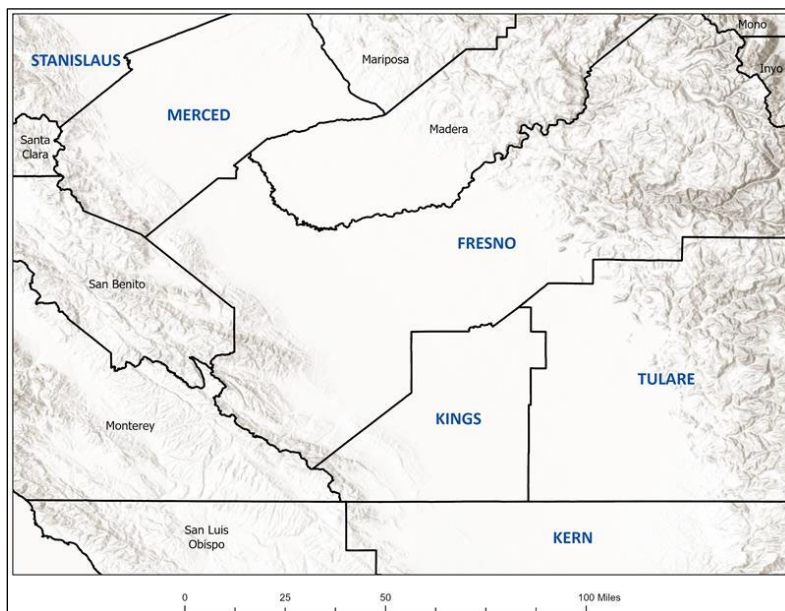 Mono
STANISLAUS
Mariposa
Inyo
MERCED
Madera
Santa
Clara
FRESNO
San Benito
TULARE
KINGS
Monterey
San Luis
Obispo
KERN
0 25 50 100 Miles